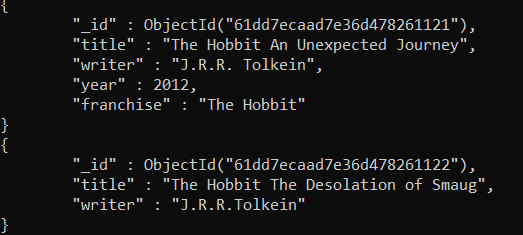 {
"_id" : ObjectId("61dd7ecaad7e36d478261121"),
"title" : "The Hobbit An Unexpected Journey",
"writer" : "J.R.R. Tolkein",
"year" : 2012,
"franchise" : "The Hobbit"
}
{
"_id" : ObjectId("61dd7ecaad7e36d478261122"),
"title" : "The Hobbit The Desolation of Smaug",
"writer" : "J.R.R.Tolkein"
}